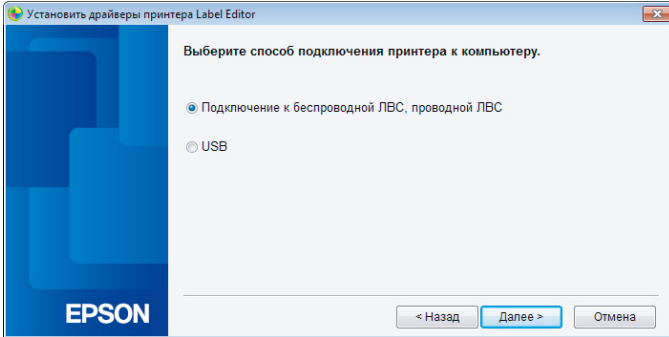 Установить драйверы принтера Label Editor
Выберите способ подключения принтера к компьютеру.
Подключение к беспроводной ЛВС, проводной ЛВС
USB
EPSON
< Назад
Далее >
Отмена